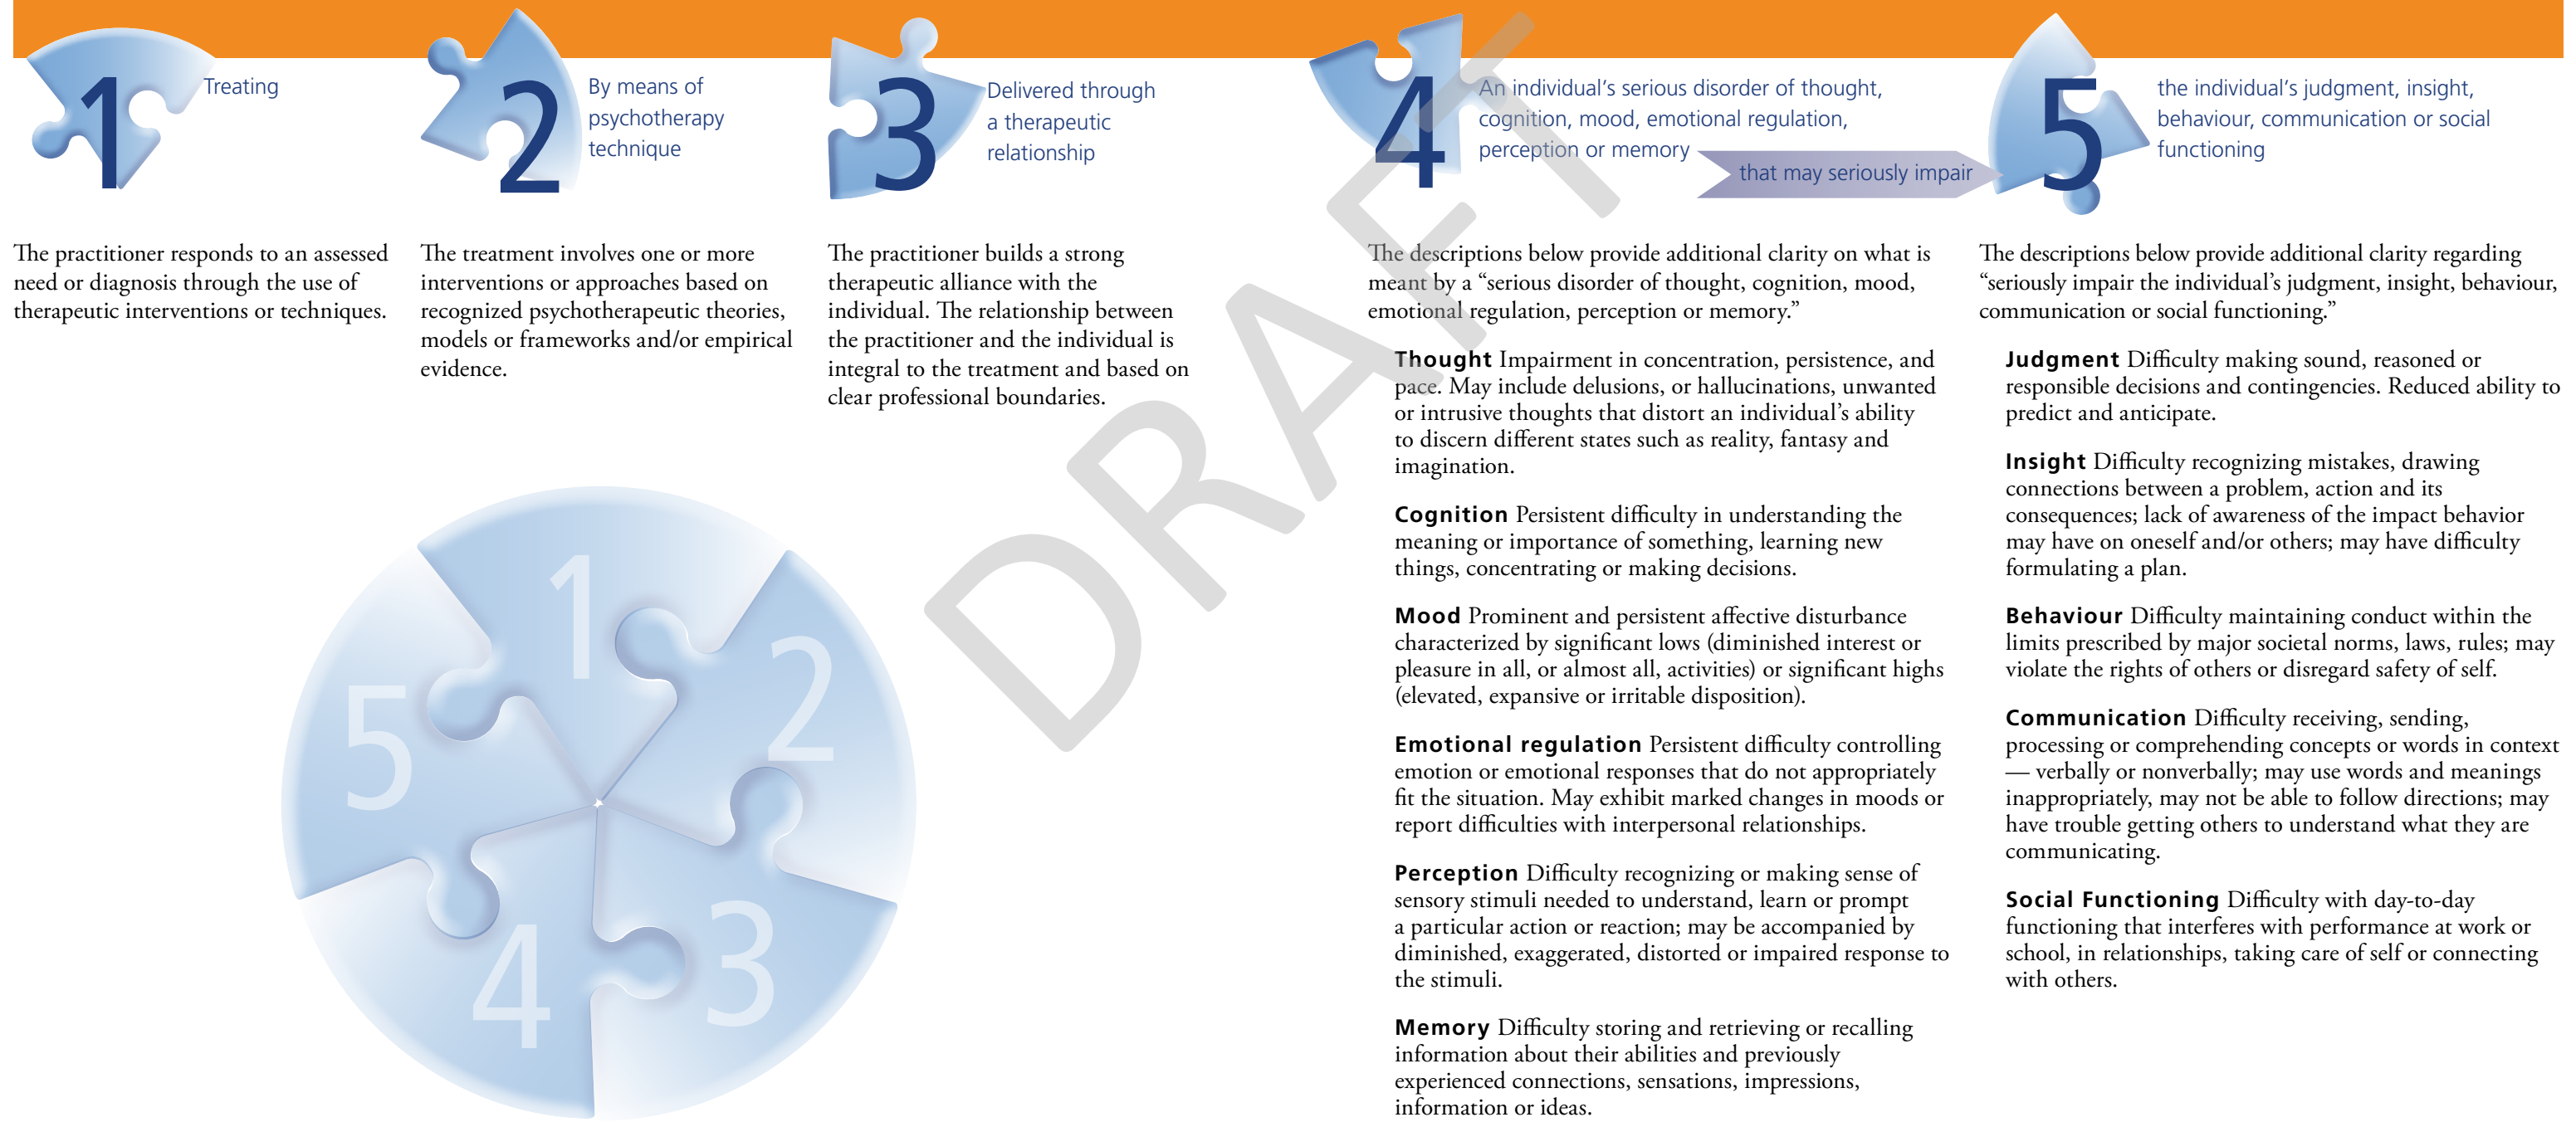 1
Treating
The practitioner responds to an assessed
need or diagnosis through the use of
therapeutic interventions or techniques.
2
By means of
psychotherapy
technique
The treatment involves one or more
interventions or approaches based on
recognized psychotherapeutic theories,
models or frameworks and/or empirical
evidence.
3
Delivered through
a therapeutic
relationship
The practitioner builds a strong
therapeutic alliance with the
individual. The relationship between
the practitioner and the individual is
integral to the treatment and based on
clear professional boundaries.
1
2
3
4
5
DRAFT
4
An individual’s serious disorder of thought,
cognition, mood, emotional regulation,
perception or memory
that may seriously impair
The descriptions below provide additional clarity on what is
meant by a “serious disorder of thought, cognition, mood,
emotional regulation, perception or memory.”
Thought Impairment in concentration, persistence, and
pace. May include delusions, or hallucinations, unwanted
or intrusive thoughts that distort an individual’s ability
to discern different states such as reality, fantasy and
imagination.
Cognition Persistent difficulty in understanding the
meaning or importance of something, learning new
things, concentrating or making decisions.
Mood Prominent and persistent affective disturbance
characterized by significant lows (diminished interest or
pleasure in all, or almost all, activities) or significant highs
(elevated, expansive or irritable disposition).
Emotional regulation Persistent difficulty controlling
emotion or emotional responses that do not appropriately
fit the situation. May exhibit marked changes in moods or
report difficulties with interpersonal relationships.
Perception Difficulty recognizing or making sense of
sensory stimuli needed to understand, learn or prompt
a particular action or reaction; may be accompanied by
diminished, exaggerated, distorted or impaired response to
the stimuli.
Memory Difficulty storing and retrieving or recalling
information about their abilities and previously
experienced connections, sensations, impressions,
information or ideas.
5
the individual’s judgment, insight,
behaviour, communication or social
functioning
The descriptions below provide additional clarity regarding
“seriously impair the individual’s judgment, insight, behaviour,
communication or social functioning.”
Judgment Difficulty making sound, reasoned or
responsible decisions and contingencies. Reduced ability to
predict and anticipate.
Insight Difficulty recognizing mistakes, drawing
connections between a problem, action and its
consequences; lack of awareness of the impact behavior
may have on oneself and/or others; may have difficulty
formulating a plan.
Behaviour Difficulty maintaining conduct within the
limits prescribed by major societal norms, laws, rules; may
violate the rights of others or disregard safety of self.
Communication Difficulty receiving, sending,
processing or comprehending concepts or words in context
— verbally or nonverbally; may use words and meanings
inappropriately, may not be able to follow directions; may
have trouble getting others to understand what they are
communicating.
Social Functioning Difficulty with day-to-day
functioning that interferes with performance at work or
school, in relationships, taking care of self or connecting
with others.